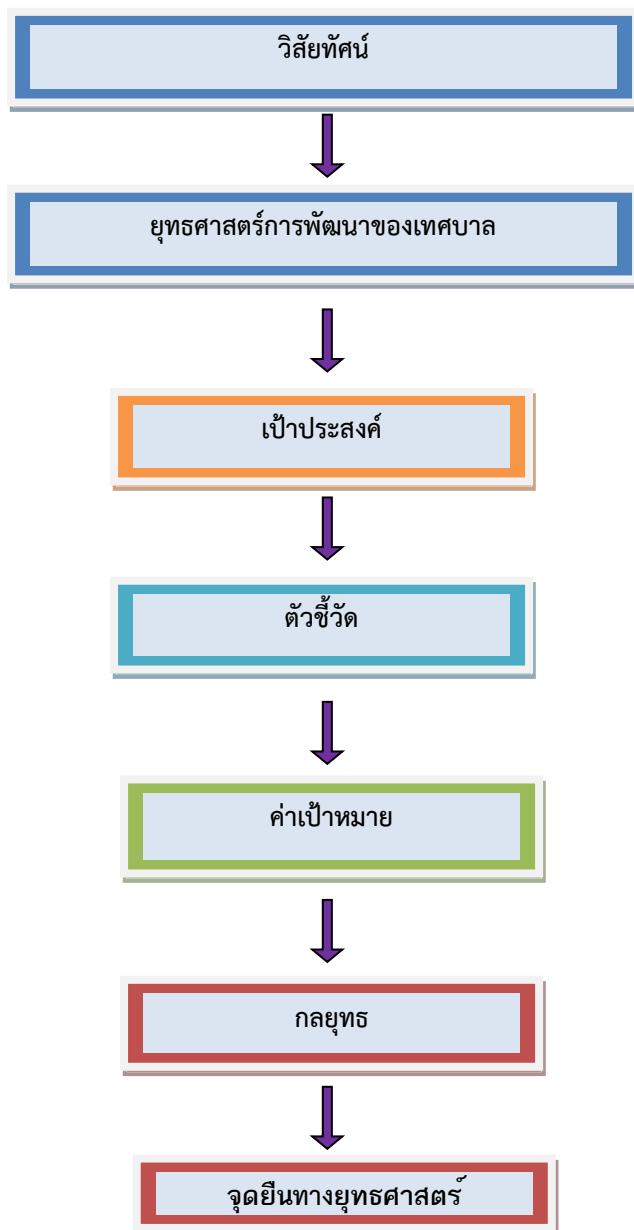 วิสัยทัศน์
ยุทธศาสตร์การพัฒนาของเทศบาล
เป้าประสงค์
ตัวชี้วัด
ค่าเป้าหมาย
กลยุทธ
จุดยืนทางยุทธศาสตร์